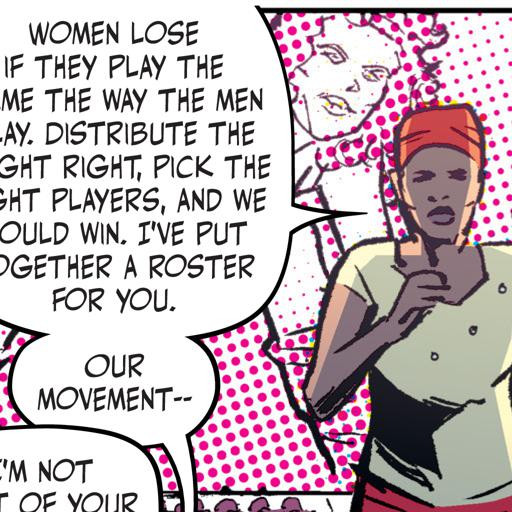 WOMEN LOSE
IF THEY PLAY THE
ME THE WAY THE MEN
LAY. DISTRIBUTE THE
GHT RIGHT, PICK THE
GHT PLAYERS, AND WE
OULD WIN. I'VE PUT
OGETHER A ROSTER
FOR YOU.
OUR
MOVEMENT--
I'M NOT
T OF YOUR